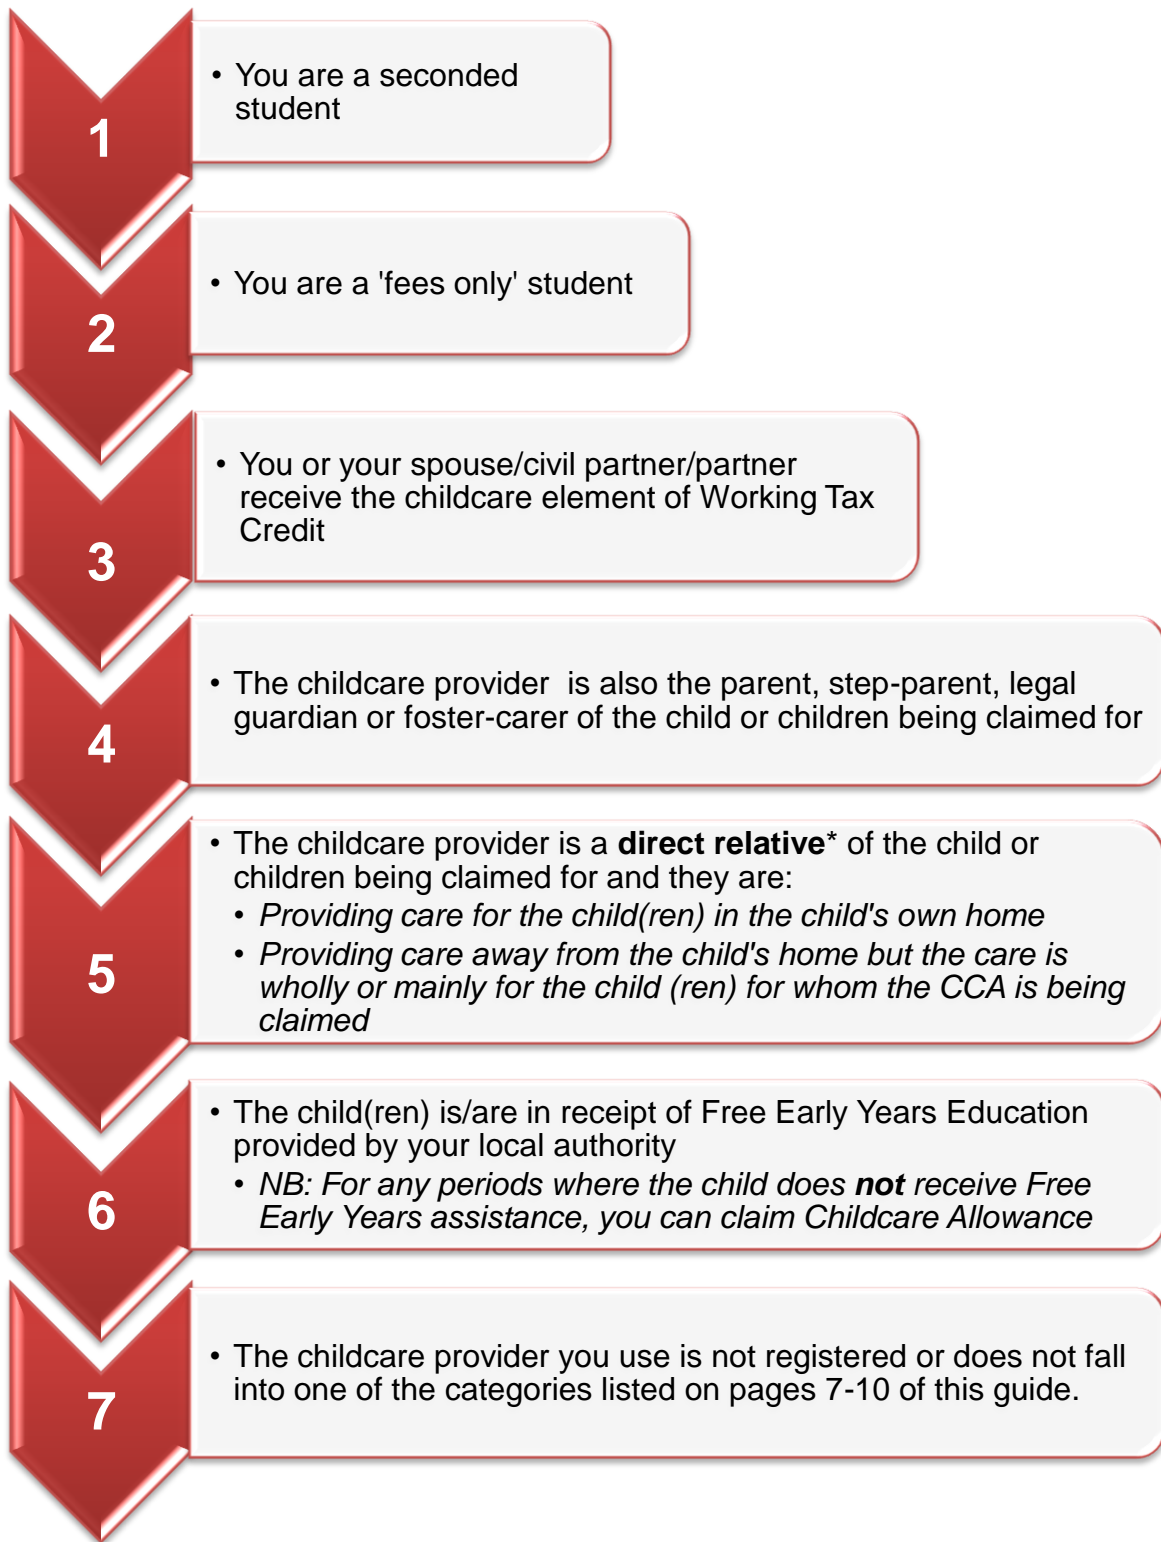 1
• You are a seconded
student
2
• You are a 'fees only' student
3
• You or your spouse/civil partner/partner
receive the childcare element of Working Tax
Credit
4
• The childcare provider  is also the parent, step-parent, legal
guardian or foster-carer of the child or children being claimed for
5
• The childcare provider is a direct relative* of the child or
children being claimed for and they are:
• Providing care for the child(ren) in the child's own home
• Providing care away from the child's home but the care is
wholly or mainly for the child (ren) for whom the CCA is being
claimed
6
• The child(ren) is/are in receipt of Free Early Years Education
provided by your local authority
• NB: For any periods where the child does not receive Free
Early Years assistance, you can claim Childcare Allowance
7
• The childcare provider you use is not registered or does not fall
into one of the categories listed on pages 7-10 of this guide.